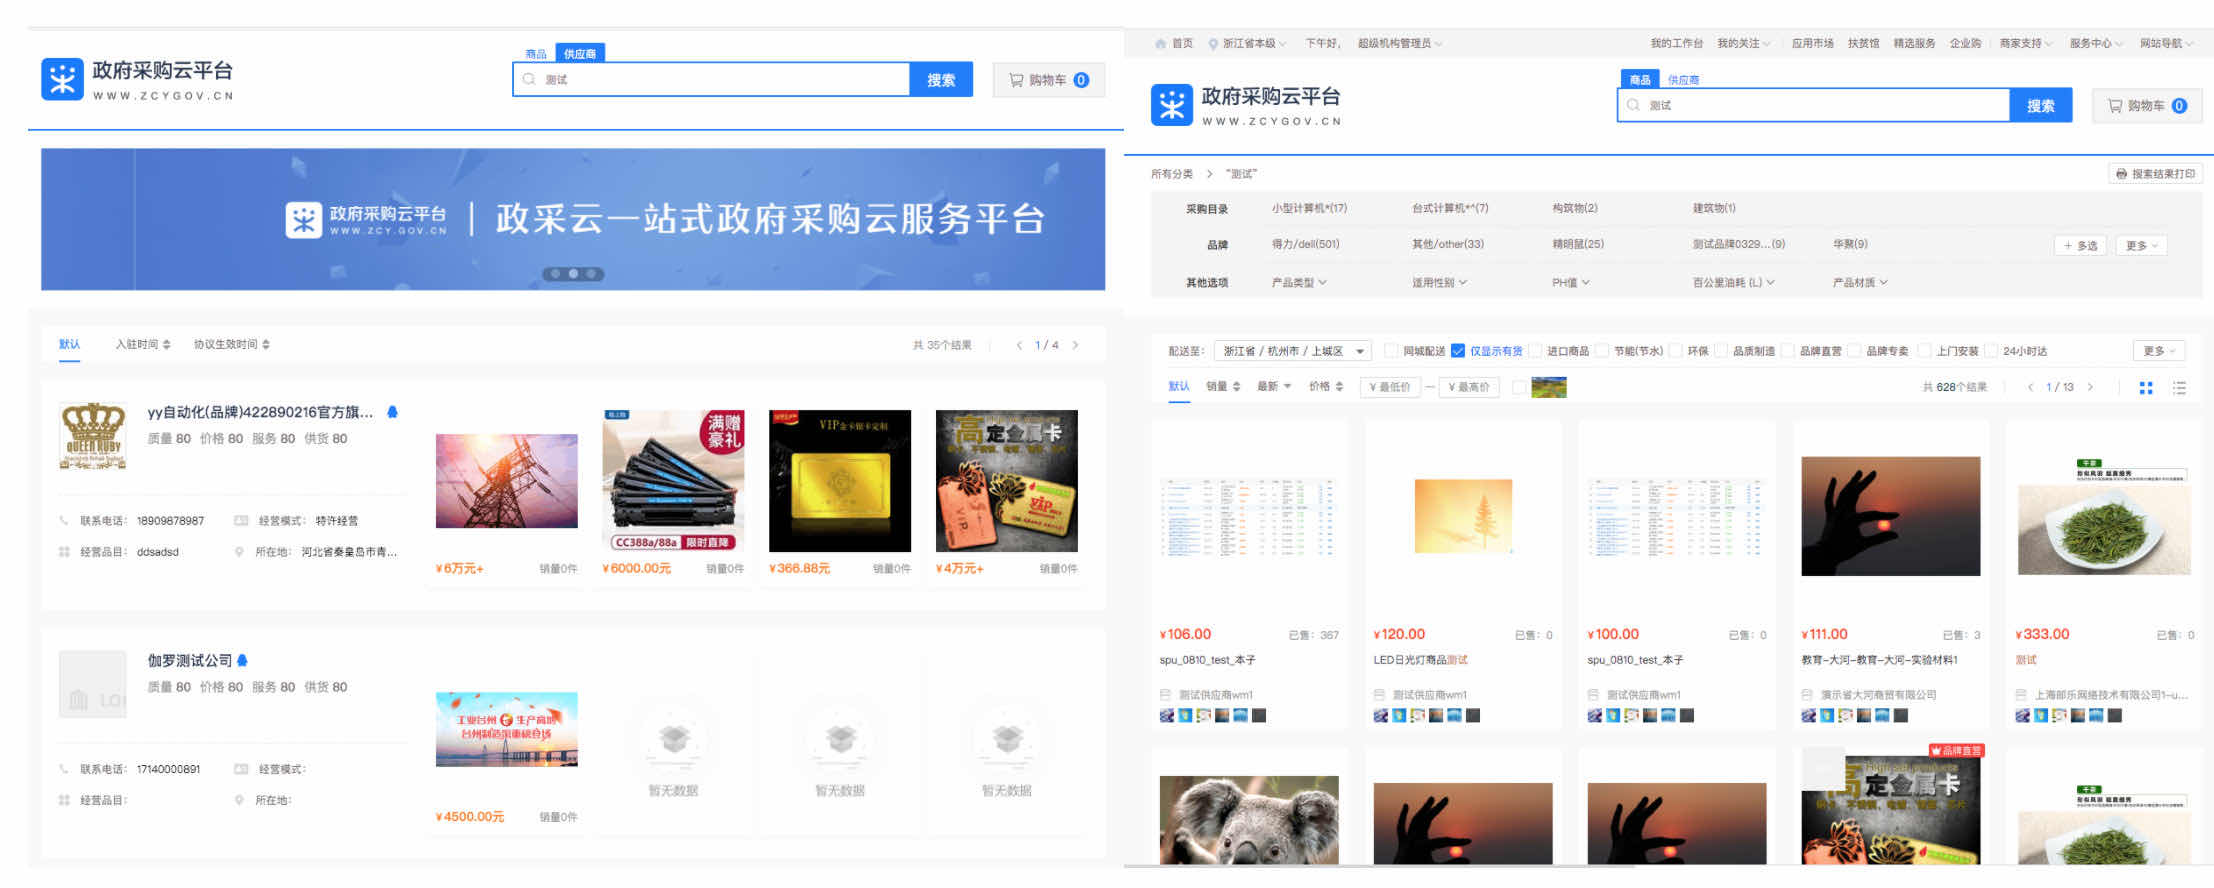 政府采购云平台
WWW.ZCYGOV.CN
商品 供应商
测试 搜索
购物车 0
政府采购云平台
WWW.ZCY.GOV.CN
政采云一站式政府采购云服务平台
默认 入驻时间 协议生效时间 共 35个结果 1 / 4
yy自动化(品牌)422890216官方旗...
质量 80 价格 80 服务 80 供货 80
联系电话: 18909878987 经营模式: 特许经营
经营品目: ddsadsd 所在地: 河北省秦皇岛市青...
QUEEN RUBY
满赠豪礼
CC388a/88a 限时直降
VIP金卡银卡定制
高定金属卡
VIP
¥6万元+ 销量0件
¥6000.00元 销量0件
¥366.88元 销量0件
¥4万元+ 销量0件
伽罗测试公司
质量 80 价格 80 服务 80 供货 80
联系电话: 17140000891 经营模式:
经营品目: 所在地:
¥4500.00元 销量0件
暂无数据 暂无数据 暂无数据
首页 浙江省本级 下午好, 超级机构管理员 我的工作台 我的关注 应用市场 扶贫馆 精选服务 企业购 商家支持 服务中心 网站导航
政府采购云平台
WWW.ZCYGOV.CN
商品 供应商
测试 搜索
购物车 0
所有分类 > “测试” 搜索结果打印
采购目录 小型计算机*(17) 台式计算机*^(7) 构筑物(2) 建筑物(1)
品牌 得力/deli(501) 其他/other(33) 精明鼠(25) 测试品牌0329...(9) 华测(9) + 多选 更多
其他选项 产品类型 适用性别 PH值 百公里油耗 (L) 产品材质
配送至: 浙江省 / 杭州市 / 上城区 同城配送 仅显示有货 进口商品 节能(节水) 环保 品质制造 品牌直营 品牌专卖 上门安装 24小时达 更多
默认 销量 最新 价格 ¥ 最低价 — ¥ 最高价 共 628个结果 1 / 13
¥106.00 已售: 367
spu_0810_test_本子
测试供应商wm1
¥120.00 已售: 0
LED日光灯商品测试
测试供应商wm1
¥100.00 已售: 0
spu_0810_test_本子
测试供应商wm1
¥111.00 已售: 3
教育–大河–教育–大河–实验材料1
演示省大河商贸有限公司
¥333.00 已售: 0
测试
上海邮乐网络技术有限公司1–u...
品牌直营
高定金属卡